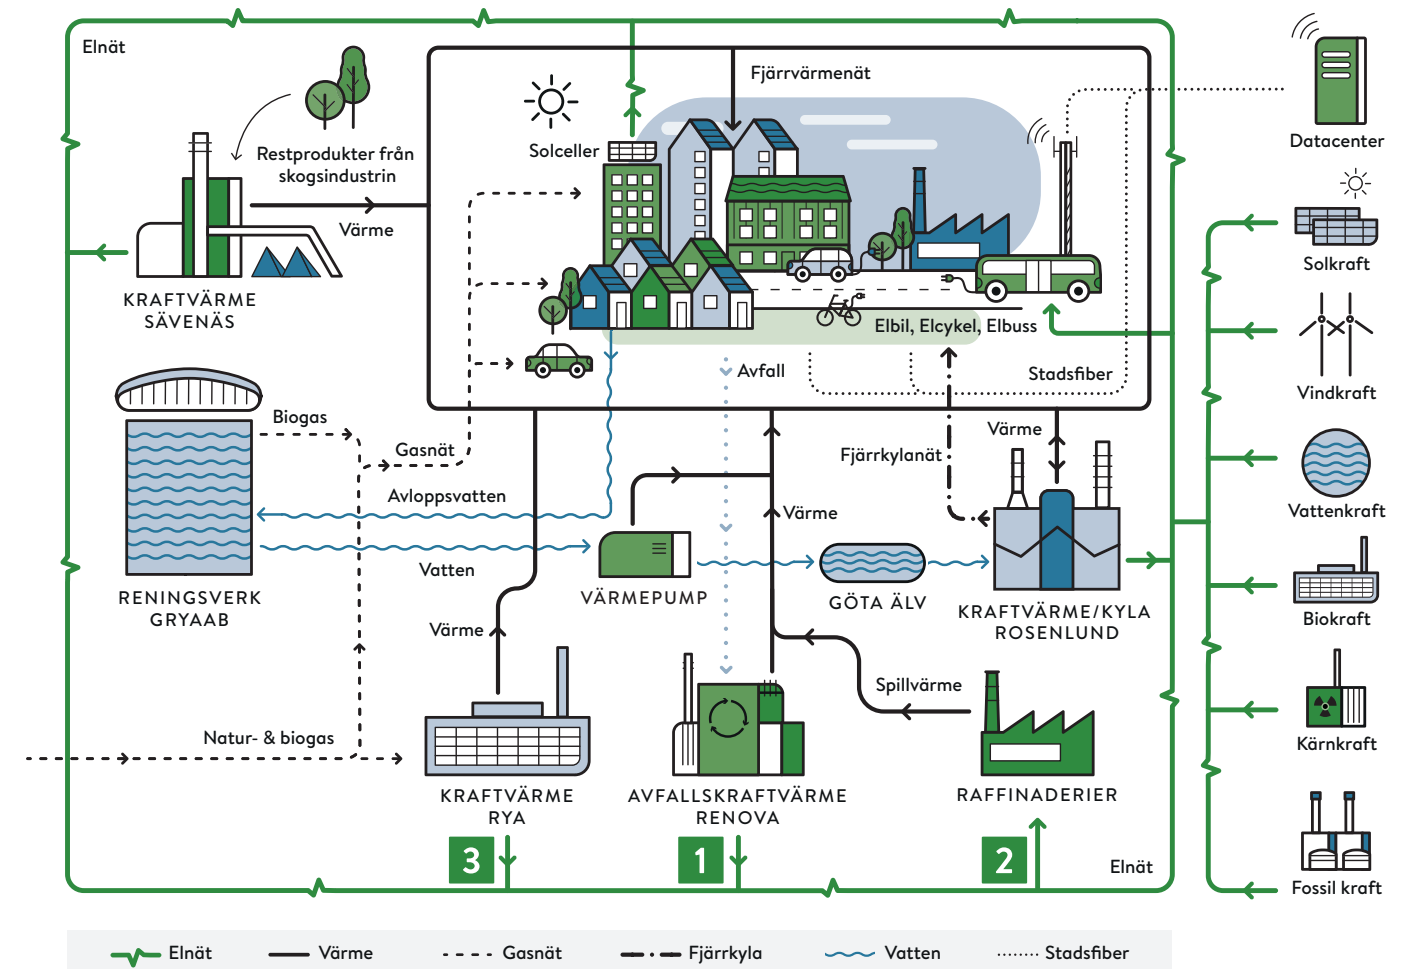 Elnät
Fjärrvärmenät
Datacenter
Restprodukter från
skogsindustrin
Solceller
Värme
Solkraft
KRAFTVÄRME
SÄVENÄS
Elbil, Elcykel, Elbuss
Avfall
Stadsfiber
Vindkraft
Biogas
Gasnät
Värme
Fjärrkylanät
Avloppsvatten
Värme
Vattenkraft
Vatten
RENINGSVERK
GRYAAB
VÄRMEPUMP
GÖTA ÄLV
KRAFTVÄRME/KYLA
ROSENLUND
Biokraft
Värme
Spillvärme
Natur- & biogas
Kärnkraft
KRAFTVÄRME
RYA
AVFALLSKRAFTVÄRME
RENOVA
RAFFINADERIER
3
1
2
Elnät
Fossil kraft
Elnät
Värme
Gasnät
Fjärrkyla
Vatten
Stadsfiber